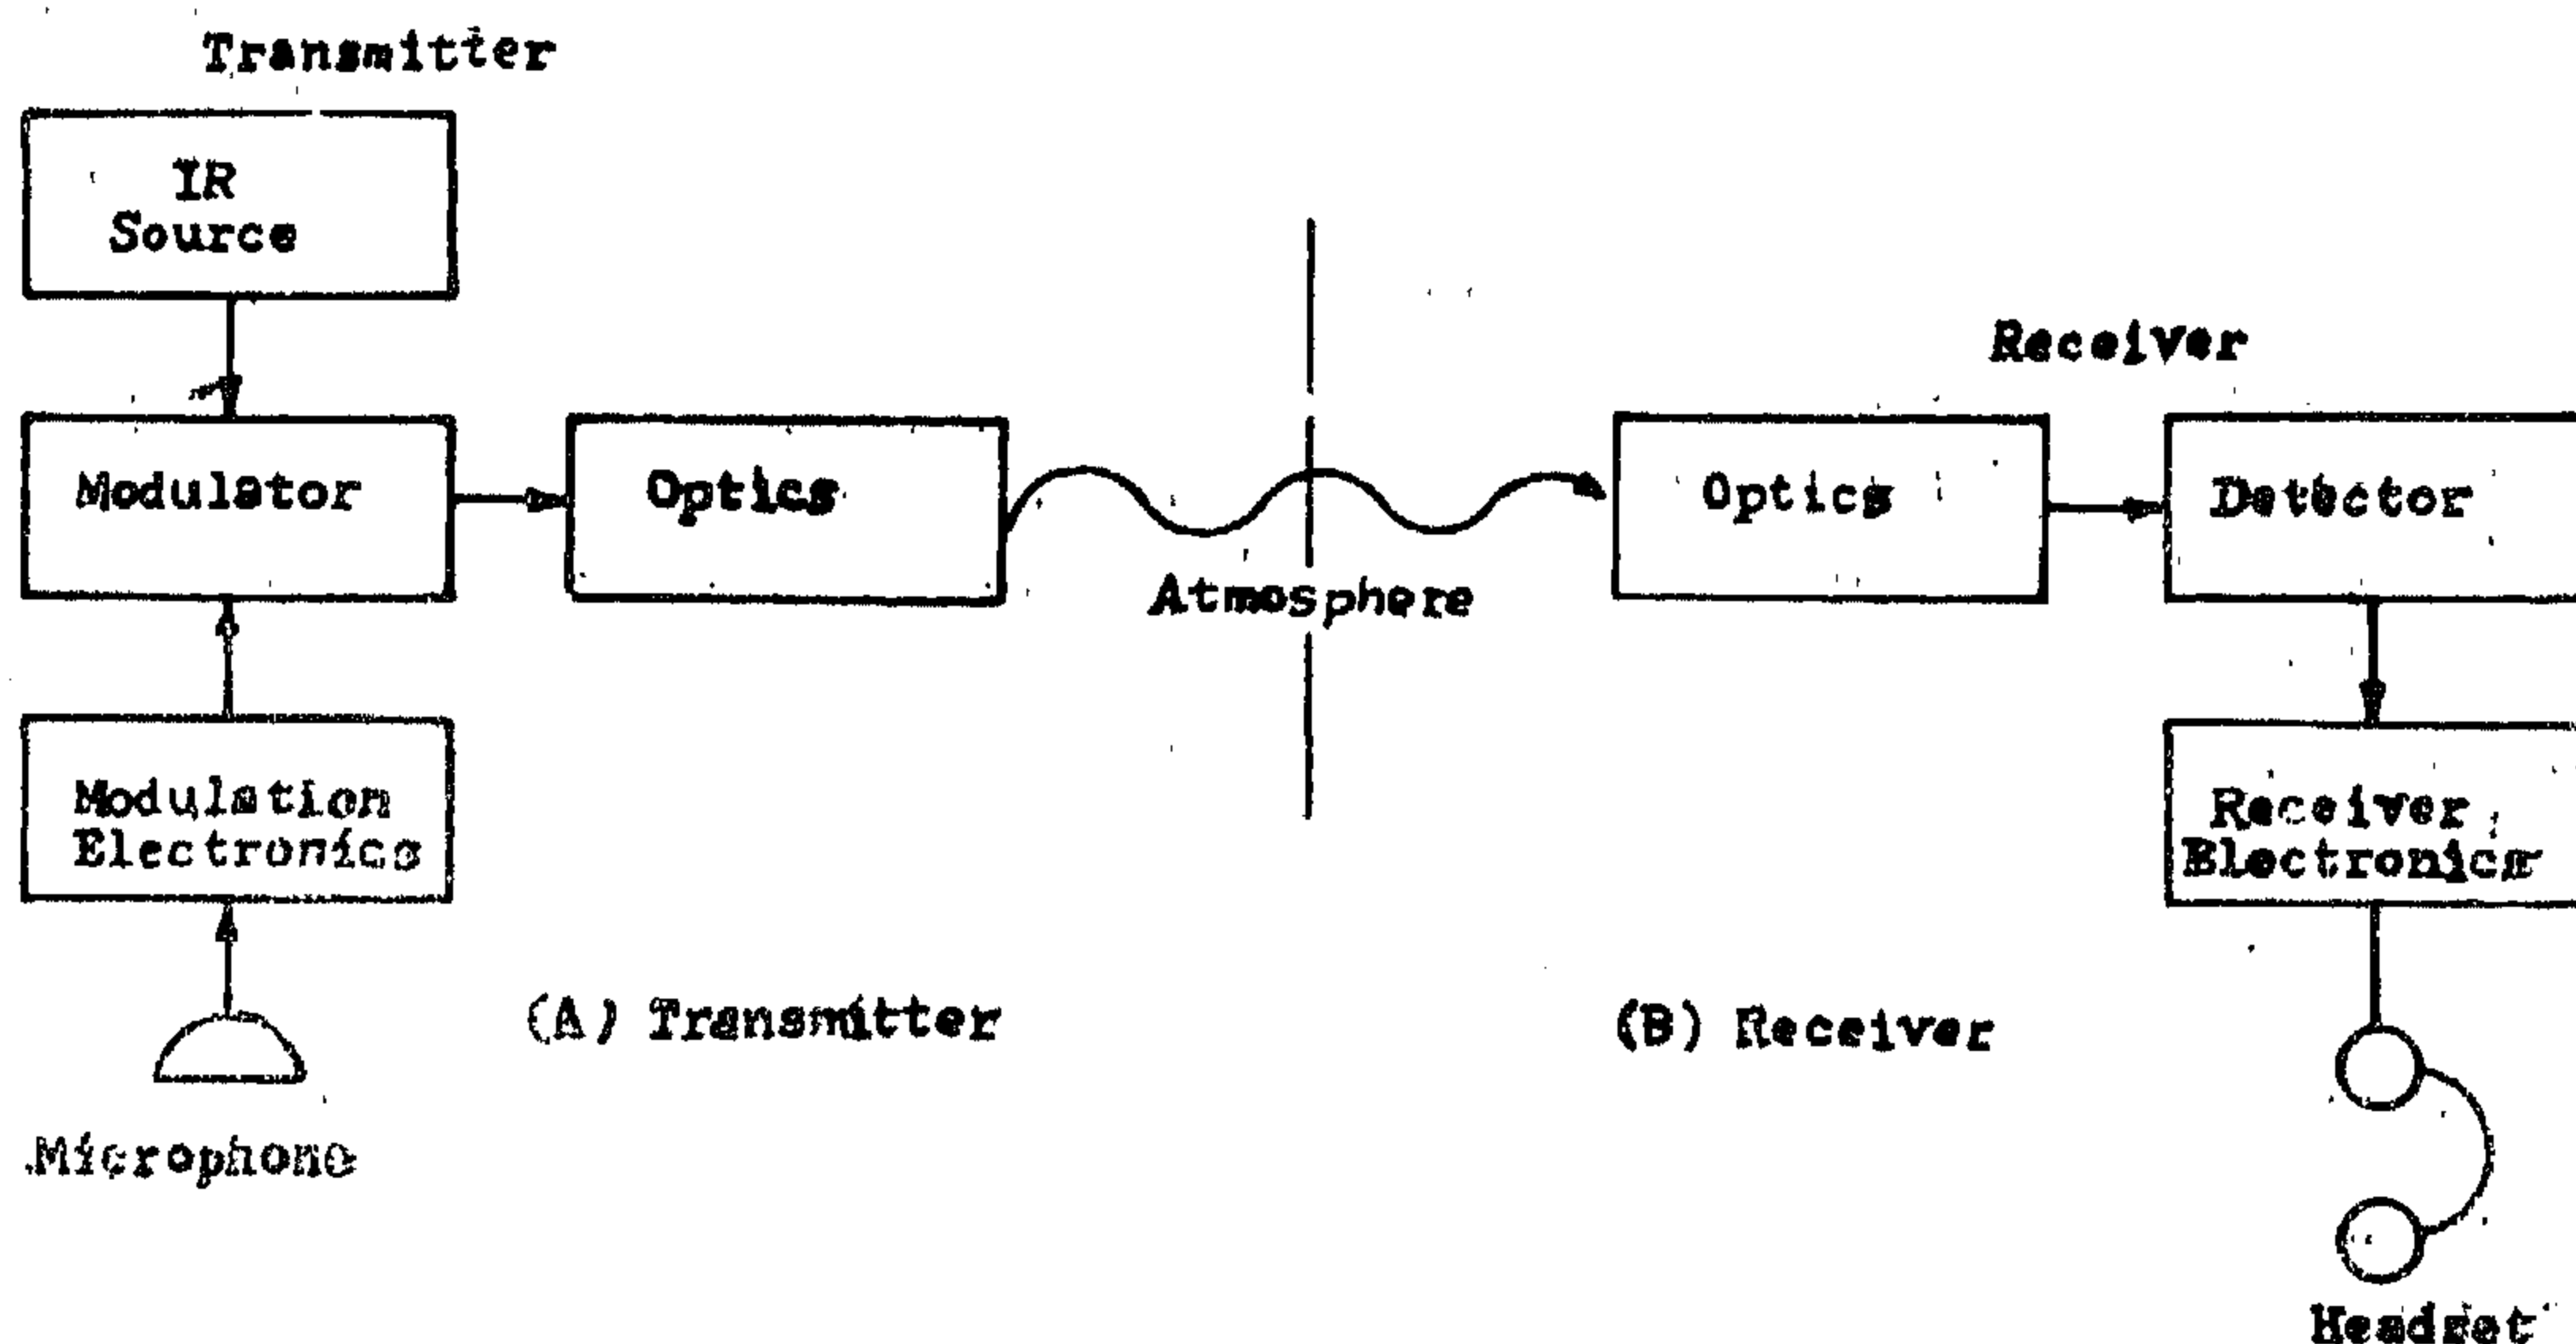 Transmitter
IR
Source
Receiver
Modulator
Optics
Optics
Detector
Atmosphere
Modulation
Electronics
Receiver
Electronics
(A) Transmitter
(B) Receiver
Microphone
Headset